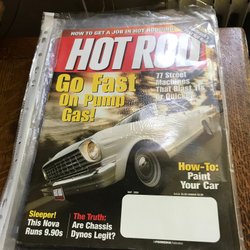 HOW TO GET A JOB IN HOT RODDING
HOT ROD
Go Fast
On Pump
Gas!
77 Street
Machines
That Blast 11s
or Quicker
How-To:
Paint
Your Car
Sleeper!
This Nova
Runs 9.90s
The Truth:
Are Chassis
Dynos Legit?